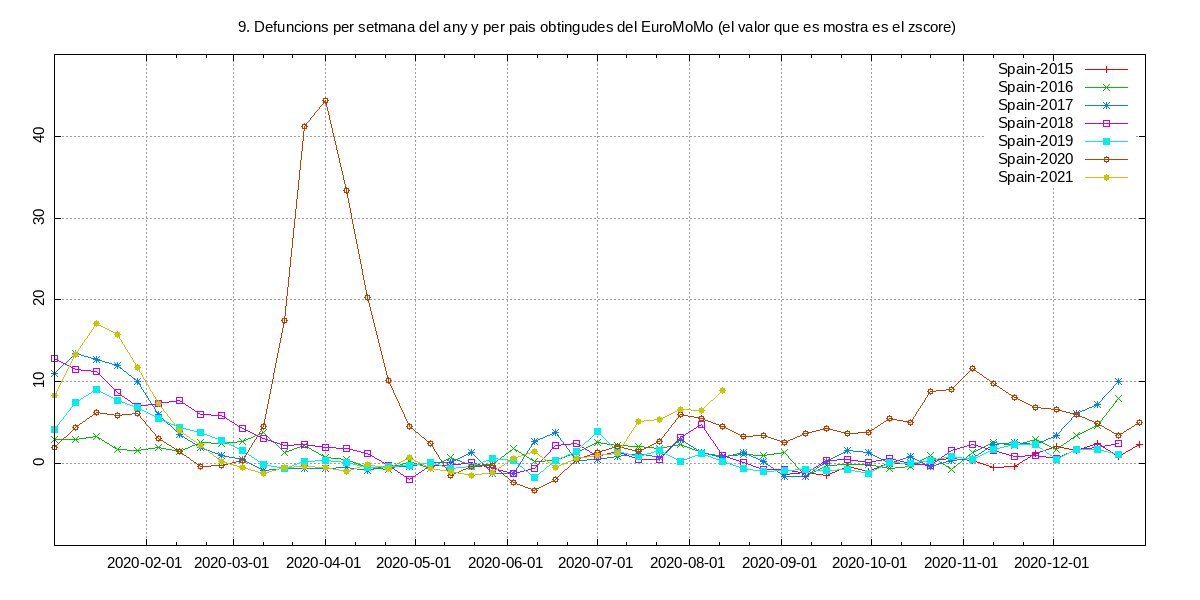 9. Defuncions per setmana del any y per pais obtingudes del EuroMoMo (el valor que es mostra es el zscore)
Spain-2015
Spain-2016
Spain-2017
Spain-2018
Spain-2019
Spain-2020
Spain-2021
40
30
20
10
0
2020-02-01 2020-03-01 2020-04-01 2020-05-01 2020-06-01 2020-07-01 2020-08-01 2020-09-01 2020-10-01 2020-11-01 2020-12-01